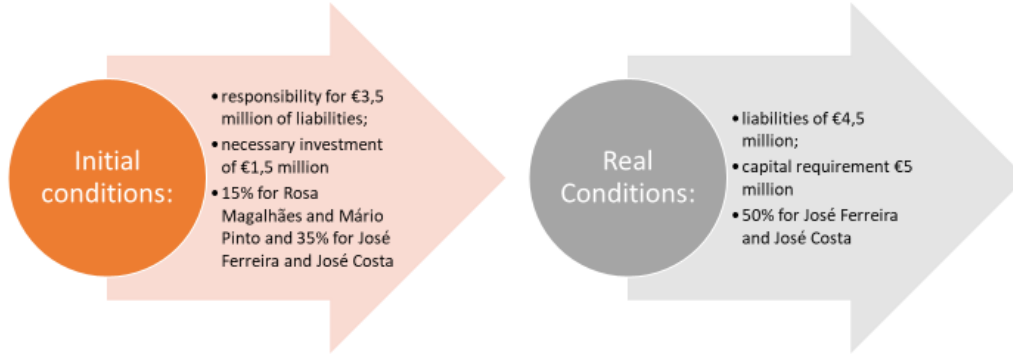 Initial
conditions:
•responsibility for €3,5
million of liabilities;
•necessary investment
of €1,5 million
•15% for Rosa
Magalhães and Mário
Pinto and 35% for José
Ferreira and José Costa
Real
Conditions:
•liabilities of €4,5
million;
•capital requirement €5
million
•50% for José Ferreira
and José Costa